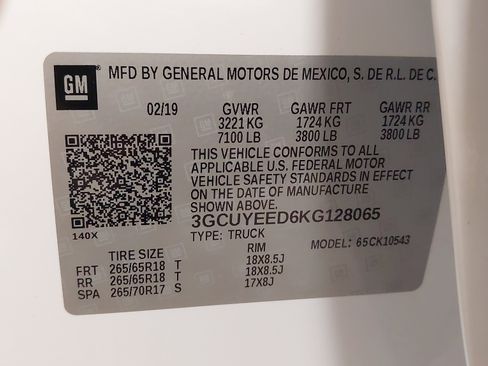 GM ® MFD BY GENERAL MOTORS DE MEXICO, S. DE R.L. DE C.
02/19 GVWR GAWR FRT GAWR RR
3221 KG 1724 KG 1724 KG
7100 LB 3800 LB 3800 LB
THIS VEHICLE CONFORMS TO ALL
APPLICABLE U.S. FEDERAL MOTOR
VEHICLE SAFETY STANDARDS IN EFFECT
ON THE DATE OF MANUFACTURE
SHOWN ABOVE.
3GCUYEED6KG128065
140X TYPE: TRUCK MODEL: 65CK10543
TIRE SIZE RIM
FRT 265/65R18 T 18X8.5J
RR 265/65R18 T 18X8.5J
SPA 265/70R17 S 17X8J